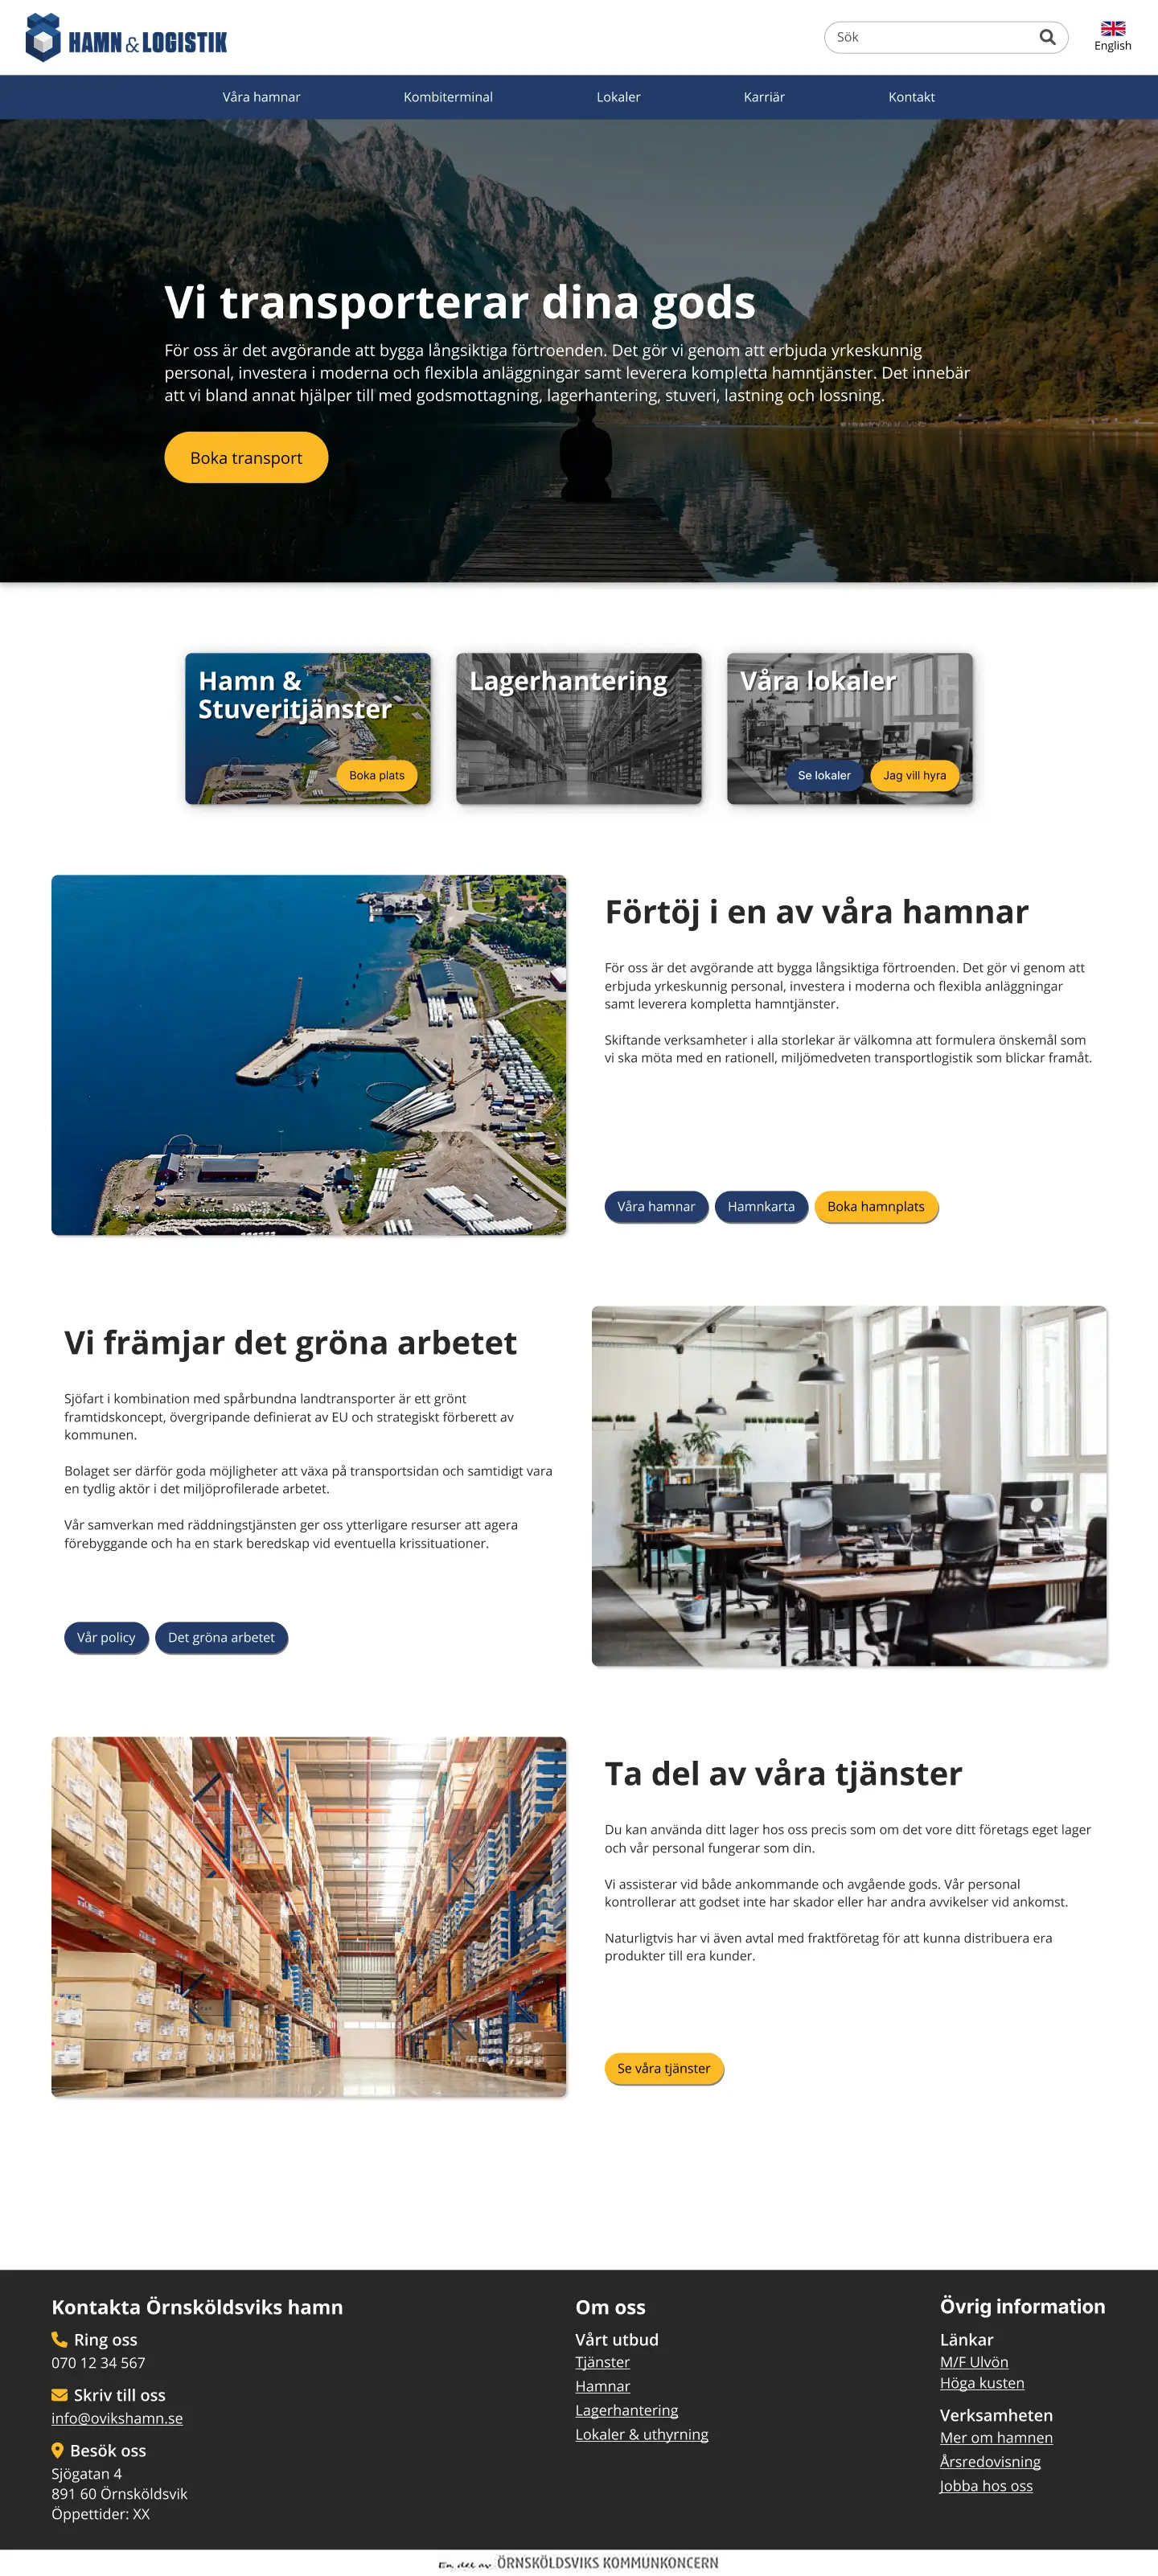 HAMN & LOGISTIK
Sök
English
Våra hamnar
Kombiterminal
Lokaler
Karriär
Kontakt
Vi transporterar dina gods
För oss är det avgörande att bygga långsiktiga förtroenden. Det gör vi genom att erbjuda yrkeskunnig
personal, investera i moderna och flexibla anläggningar samt leverera kompletta hamntjänster. Det innebär
att vi bland annat hjälper till med godsmottagning, lagerhantering, stuveri, lastning och lossning.
Boka transport
Hamn &
Stuveritjänster
Boka plats
Lagerhantering
Våra lokaler
Se lokaler
Jag vill hyra
Förtöj i en av våra hamnar
För oss är det avgörande att bygga långsiktiga förtroenden. Det gör vi genom att
erbjuda yrkeskunnig personal, investera i moderna och flexibla anläggningar
samt leverera kompletta hamntjänster.
Skiftande verksamheter i alla storlekar är välkomna att formulera önskemål som
vi ska möta med en rationell, miljömedveten transportlogistik som blickar framåt.
Våra hamnar
Hamnkarta
Boka hamnplats
Vi främjar det gröna arbetet
Sjöfart i kombination med spårbundna landtransporter är ett grönt
framtidskoncept, övergripande definierat av EU och strategiskt förberett av
kommunen.
Bolaget ser därför goda möjligheter att växa på transportsidan och samtidigt vara
en tydlig aktör i det miljöprofilerade arbetet.
Vår samverkan med räddningstjänsten ger oss ytterligare resurser att agera
förebyggande och ha en stark beredskap vid eventuella krissituationer.
Vår policy
Det gröna arbetet
Ta del av våra tjänster
Du kan använda ditt lager hos oss precis som om det vore ditt företags eget lager
och vår personal fungerar som din.
Vi assisterar vid både ankommande och avgående gods. Vår personal
kontrollerar att godset inte har skador eller har andra avvikelser vid ankomst.
Naturligtvis har vi även avtal med fraktföretag för att kunna distribuera era
produkter till era kunder.
Se våra tjänster
Kontakta Örnsköldsviks hamn
Ring oss
070 12 34 567
Skriv till oss
info@ovikshamn.se
Besök oss
Sjögatan 4
891 60 Örnsköldsvik
Öppettider: XX
Om oss
Vårt utbud
Tjänster
Hamnar
Lagerhantering
Lokaler & uthyrning
Övrig information
Länkar
M/F Ulvön
Höga kusten
Verksamheten
Mer om hamnen
Årsredovisning
Jobba hos oss
En del av ÖRNSKÖLDSVIKS KOMMUNKONCERN